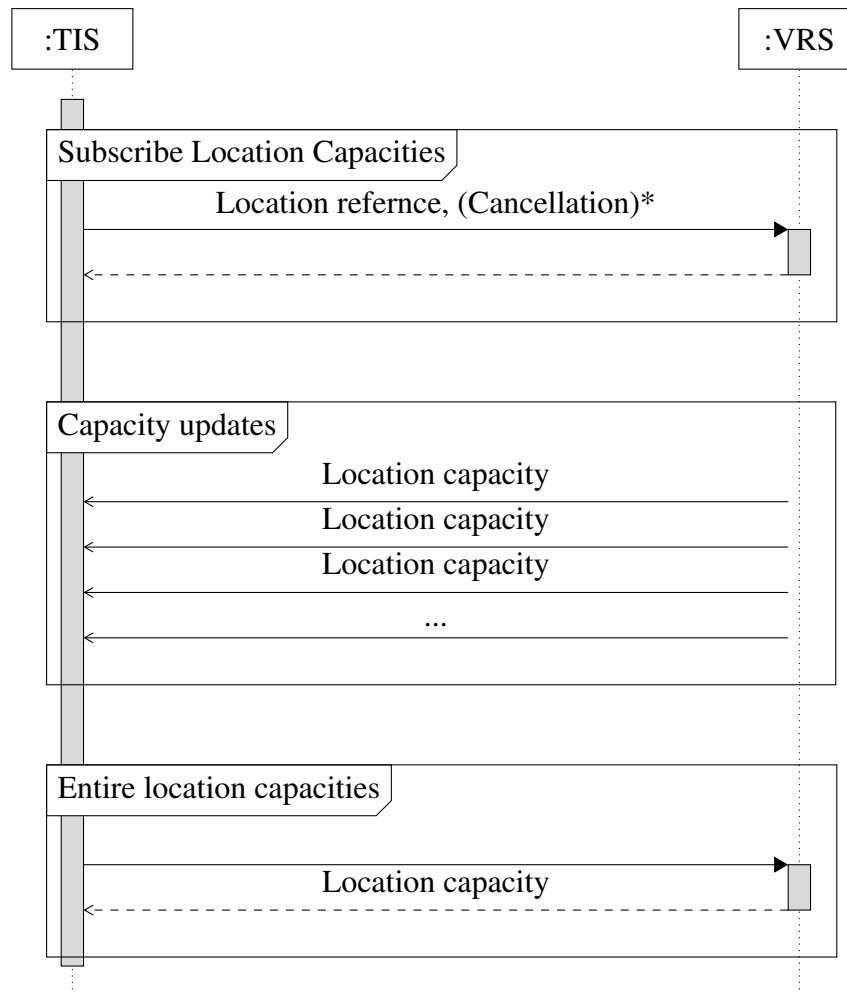 :TIS
:VRS
Subscribe Location Capacities
Location refernce, (Cancellation)*
Capacity updates
Location capacity
Location capacity
Location capacity
...
Entire location capacities
Location capacity